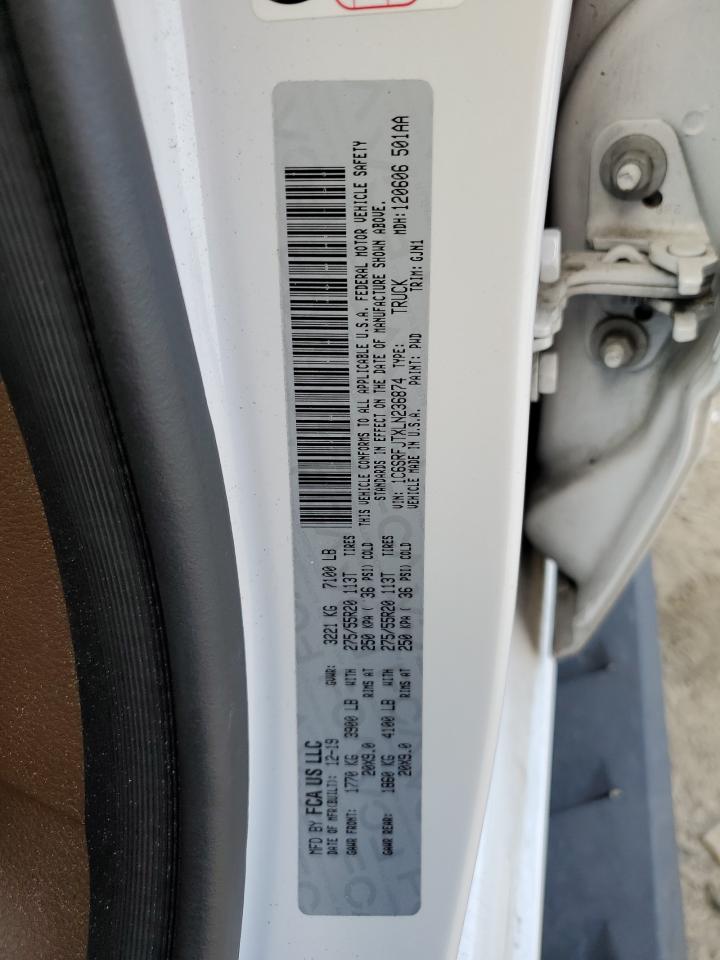 MFD BY FCA US LLC
DATE OF MFR(BUILT): 12-19 GVWR: 3221 KG 7100 LB
GAWR FRONT: 1770 KG 3900 LB WITH 275/55R20 113T TIRES
20X9.0 RIMS AT 250 KPA ( 36 PSI) COLD
GAWR REAR: 1860 KG 4100 LB WITH 275/55R20 113T TIRES
20X9.0 RIMS AT 250 KPA ( 36 PSI) COLD
THIS VEHICLE CONFORMS TO ALL APPLICABLE U.S.A. FEDERAL MOTOR VEHICLE SAFETY
STANDARDS IN EFFECT ON THE DATE OF MANUFACTURE SHOWN ABOVE.
VIN: 1C6SRFJTXLN236874 TYPE: TRUCK MDH: 120606 501AA
VEHICLE MADE IN U.S.A. PAINT: PWD TRIM: GJN1